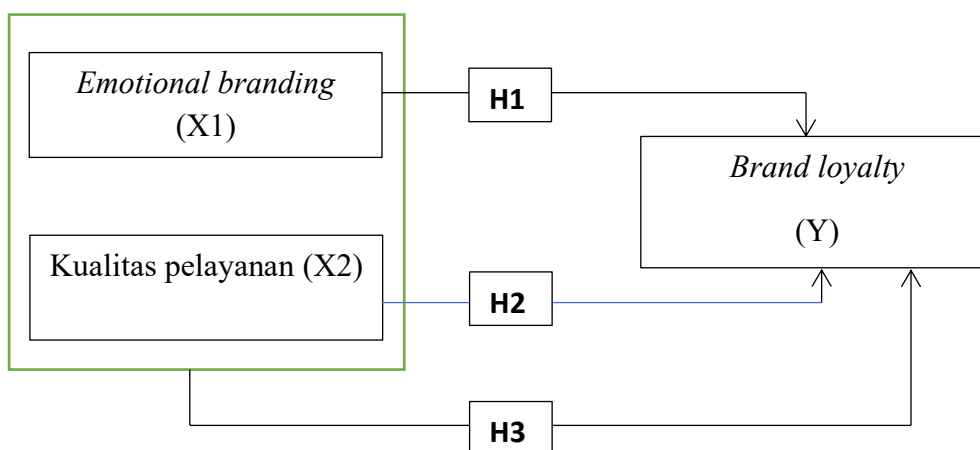 Emotional branding
(X1)
H1
Brand loyalty
(Y)
Kualitas pelayanan (X2)
H2
H3